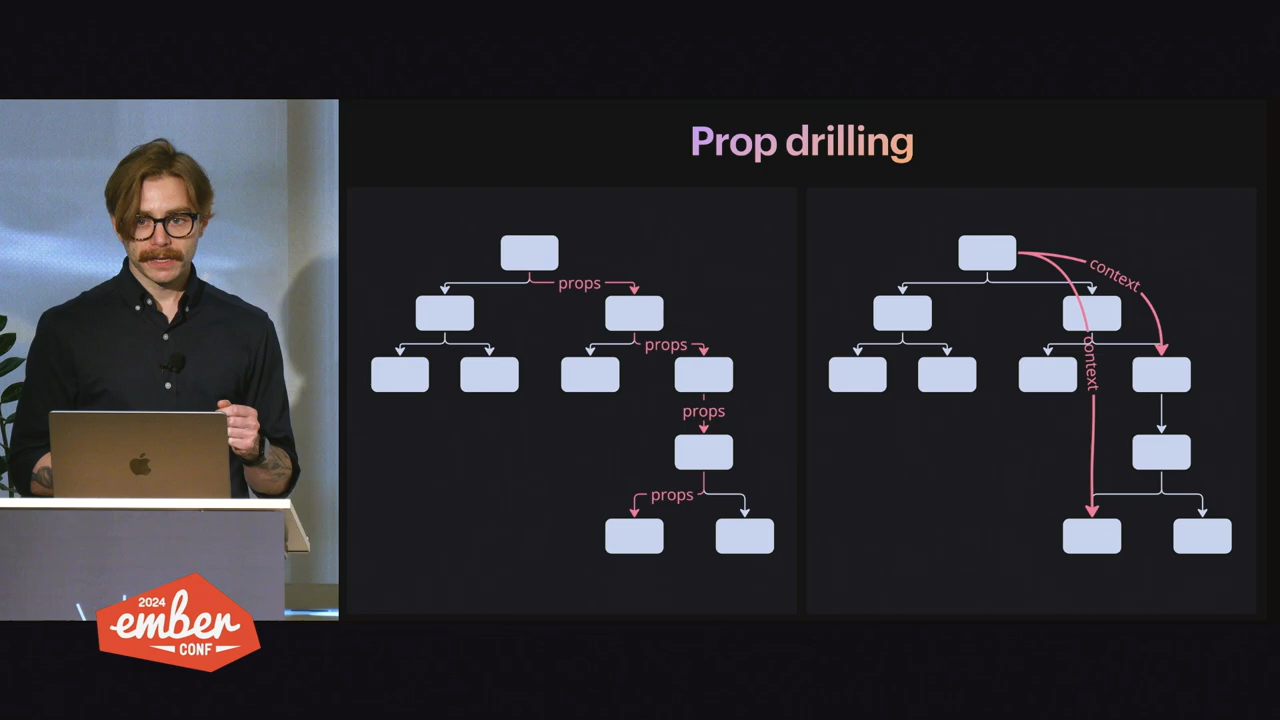 Prop drilling
props
props
props
props
context
context
2024
ember
CONF